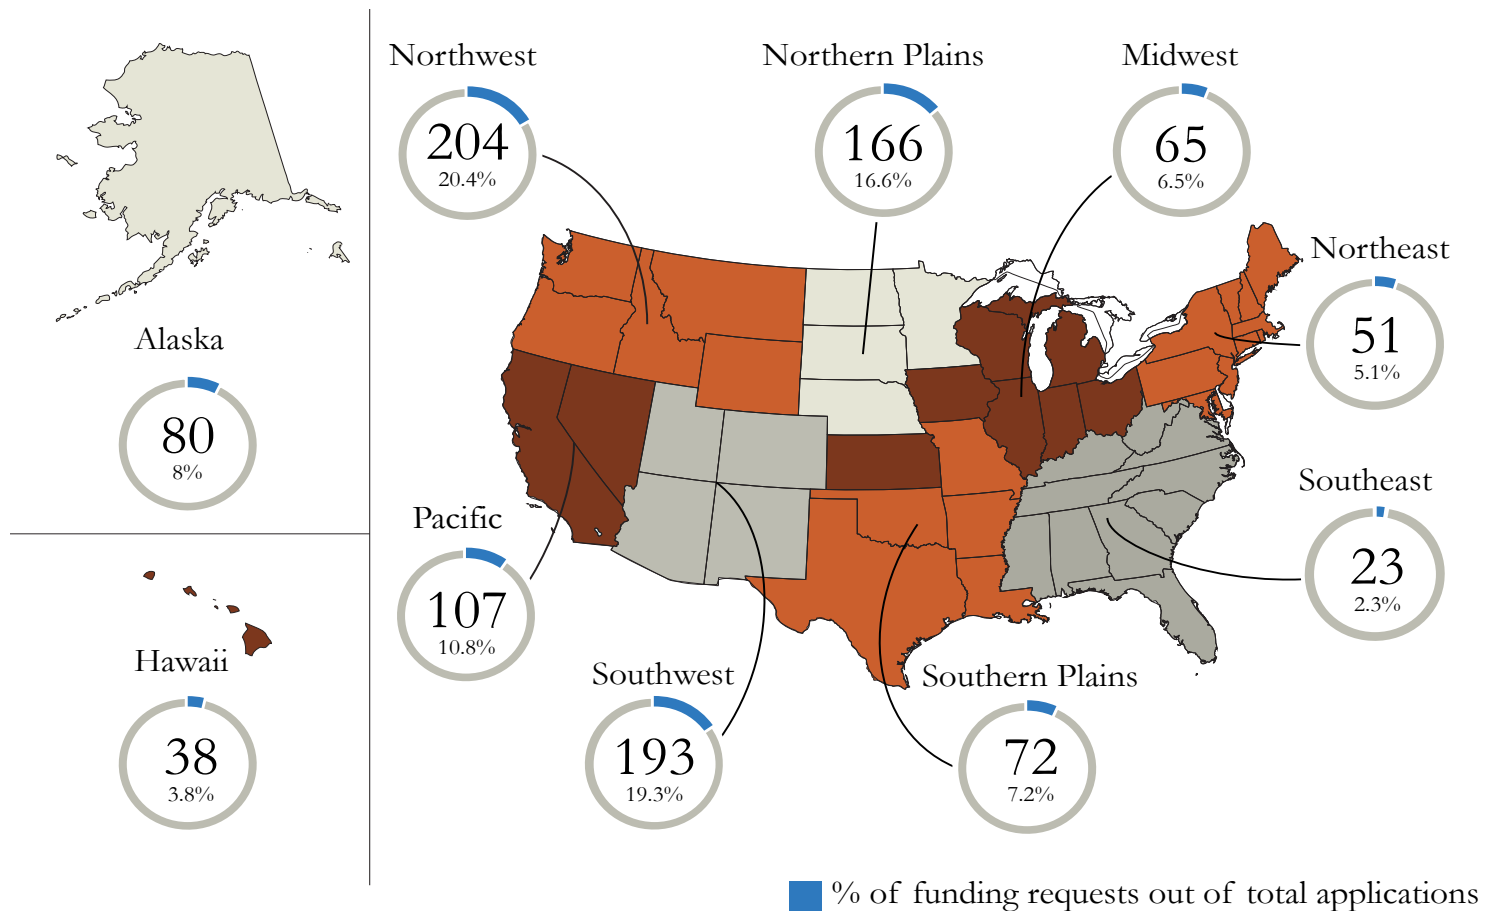 Northwest
204
20.4%
Northern Plains
166
16.6%
Midwest
65
6.5%
Northeast
51
5.1%
Alaska
80
8%
Southeast
23
2.3%
Pacific
107
10.8%
Hawaii
38
3.8%
Southwest
193
19.3%
Southern Plains
72
7.2%
% of funding requests out of total applications